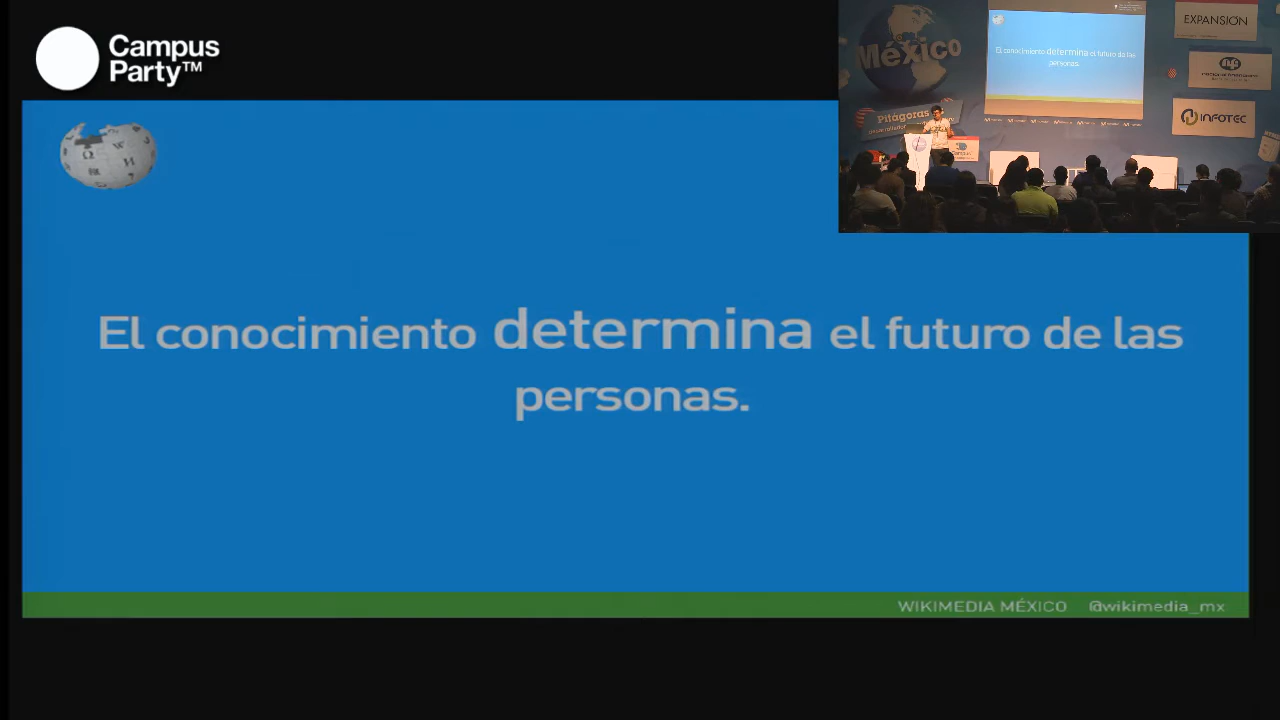 Campus
Party™
El conocimiento determina el futuro de las
personas.
WIKIMEDIA MÉXICO @wikimedia_mx
México
El conocimiento determina el futuro de las
personas.
Pitágoras
EXPANSIÓN
INFOTEC